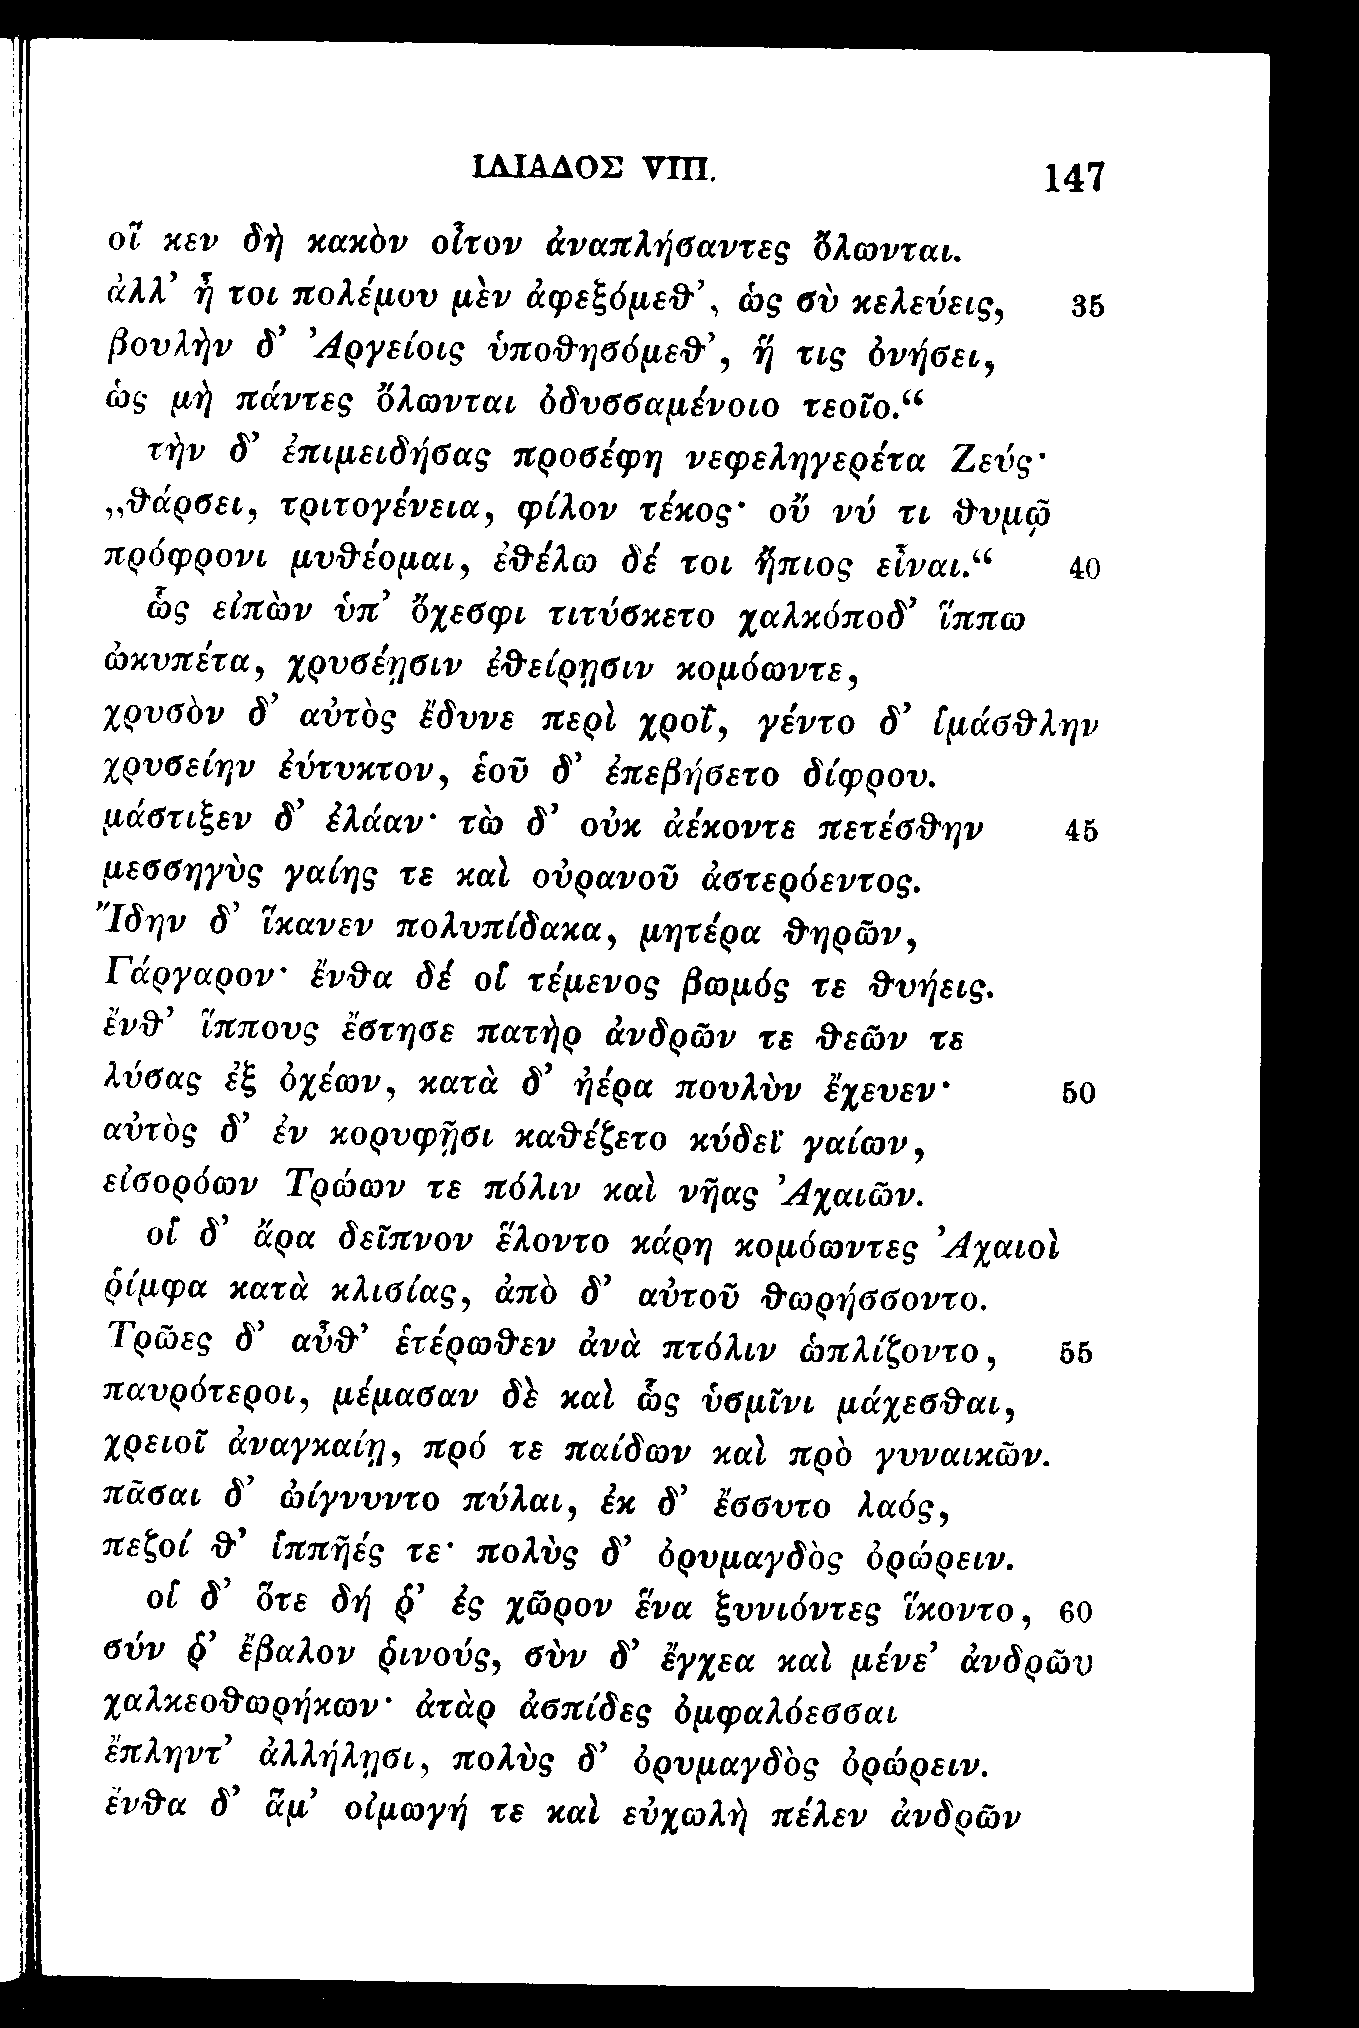 ΙΛΙΑΔΟΣ VIII. 147
οἵ κεν δὴ κακὸν οἶτον ἀναπλήσαντες ὄλωνται.
ἀλλ’ ἦ τοι πολέμου μὲν ἀφεξόμεθ’, ὡς σὺ κελεύεις, 35
βουλὴν δ’ Ἀργείοις ὑποθησόμεθ’, ἥ τις ὀνήσει,
ὡς μὴ πάντες ὄλωνται ὀδυσσαμένοιο τεοῖο.“
τὴν δ’ ἐπιμειδήσας προσέφη νεφεληγερέτα Ζεύς·
„θάρσει, τριτογένεια, φίλον τέκος· οὔ νύ τι θυμῷ
πρόφρονι μυθέομαι, ἐθέλω δέ τοι ἤπιος εἶναι.“ 40
ὣς εἰπὼν ὑπ’ ὄχεσφι τιτύσκετο χαλκόποδ’ ἵππω
ὠκυπέτα, χρυσέῃσιν ἐθείρῃσιν κομόωντε,
χρυσὸν δ’ αὐτὸς ἔδυνε περὶ χροΐ, γέντο δ’ ἱμάσθλην
χρυσείην ἐύτυκτον, ἑοῦ δ’ ἐπεβήσετο δίφρου.
μάστιξεν δ’ ἐλάαν· τὼ δ’ οὐκ ἀέκοντε πετέσθην 45
μεσσηγὺς γαίης τε καὶ οὐρανοῦ ἀστερόεντος.
Ἴδην δ’ ἵκανεν πολυπίδακα, μητέρα θηρῶν,
Γάργαρον· ἔνθα δέ οἱ τέμενος βωμός τε θυήεις.
ἔνθ’ ἵππους ἔστησε πατὴρ ἀνδρῶν τε θεῶν τε
λύσας ἐξ ὀχέων, κατὰ δ’ ἠέρα πουλὺν ἔχευεν· 50
αὐτὸς δ’ ἐν κορυφῇσι καθέζετο κύδεϊ γαίων,
εἰσορόων Τρώων τε πόλιν καὶ νῆας Ἀχαιῶν.
οἱ δ’ ἄρα δεῖπνον ἕλοντο κάρη κομόωντες Ἀχαιοὶ
ῥίμφα κατὰ κλισίας, ἀπὸ δ’ αὐτοῦ θωρήσσοντο.
Τρῶες δ’ αὖθ’ ἑτέρωθεν ἀνὰ πτόλιν ὡπλίζοντο, 55
παυρότεροι, μέμασαν δὲ καὶ ὣς ὑσμῖνι μάχεσθαι,
χρειοῖ ἀναγκαίῃ, πρό τε παίδων καὶ πρὸ γυναικῶν.
πᾶσαι δ’ ὠίγνυντο πύλαι, ἐκ δ’ ἔσσυτο λαός,
πεζοί θ’ ἱππῆές τε· πολὺς δ’ ὀρυμαγδὸς ὀρώρειν.
οἱ δ’ ὅτε δή ῥ’ ἐς χῶρον ἕνα ξυνιόντες ἵκοντο, 60
σύν ῥ’ ἔβαλον ῥινούς, σὺν δ’ ἔγχεα καὶ μένε’ ἀνδρῶν
χαλκεοθωρήκων· ἀτὰρ ἀσπίδες ὀμφαλόεσσαι
ἔπληντ’ ἀλλήλῃσι, πολὺς δ’ ὀρυμαγδὸς ὀρώρειν.
ἔνθα δ’ ἅμ’ οἰμωγή τε καὶ εὐχωλὴ πέλεν ἀνδρῶν